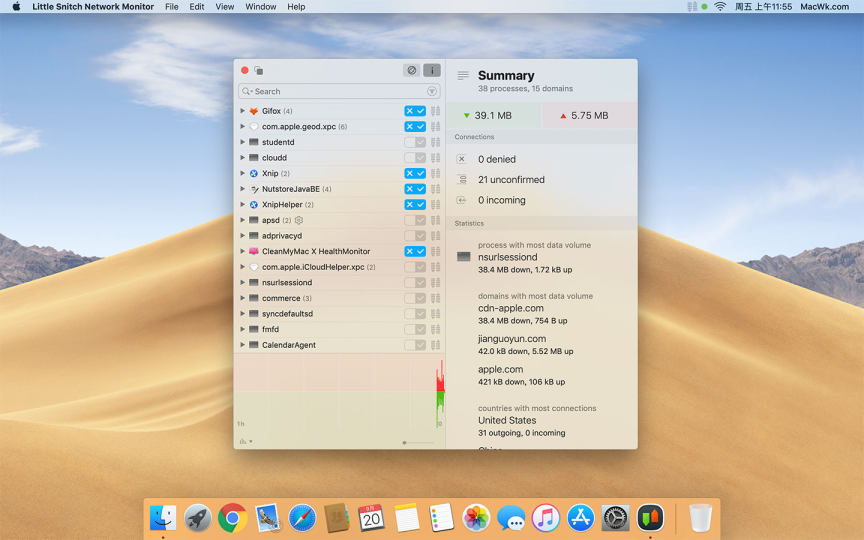 Little Snitch Network Monitor File Edit View Window Help 周五 上午11:55 MacWk.com
Search
Gifox (4)
com.apple.geod.xpc (6)
studentd
cloudd
Xnip (2)
NutstoreJavaBE (4)
XnipHelper (2)
apsd (2)
adprivacyd
CleanMyMac X HealthMonitor
com.apple.iCloudHelper.xpc (2)
nsurlsessiond
commerce (3)
syncdefaultsd
fmfd
CalendarAgent
1h 0
Summary
38 processes, 15 domains
39.1 MB 5.75 MB
Connections
0 denied
21 unconfirmed
0 incoming
Statistics
process with most data volume
nsurlsessiond
38.4 MB down, 1.72 kB up
domains with most data volume
cdn-apple.com
38.4 MB down, 754 B up
jianguoyun.com
42.0 kB down, 5.52 MB up
apple.com
421 kB down, 106 kB up
countries with most connections
United States
31 outgoing, 0 incoming
20